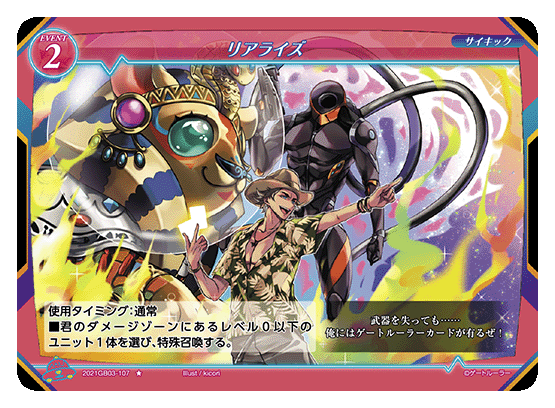 EVENT
2
リアライズ
サイキック
使用タイミング：通常
■君のダメージゾーンにあるレベル0以下の
ユニット1体を選び、特殊召喚する。
武器を失っても……
俺にはゲートルーラーカードが有るぜ！
2021GB03-107 ★
Illust / kicori
©ゲートルーラー